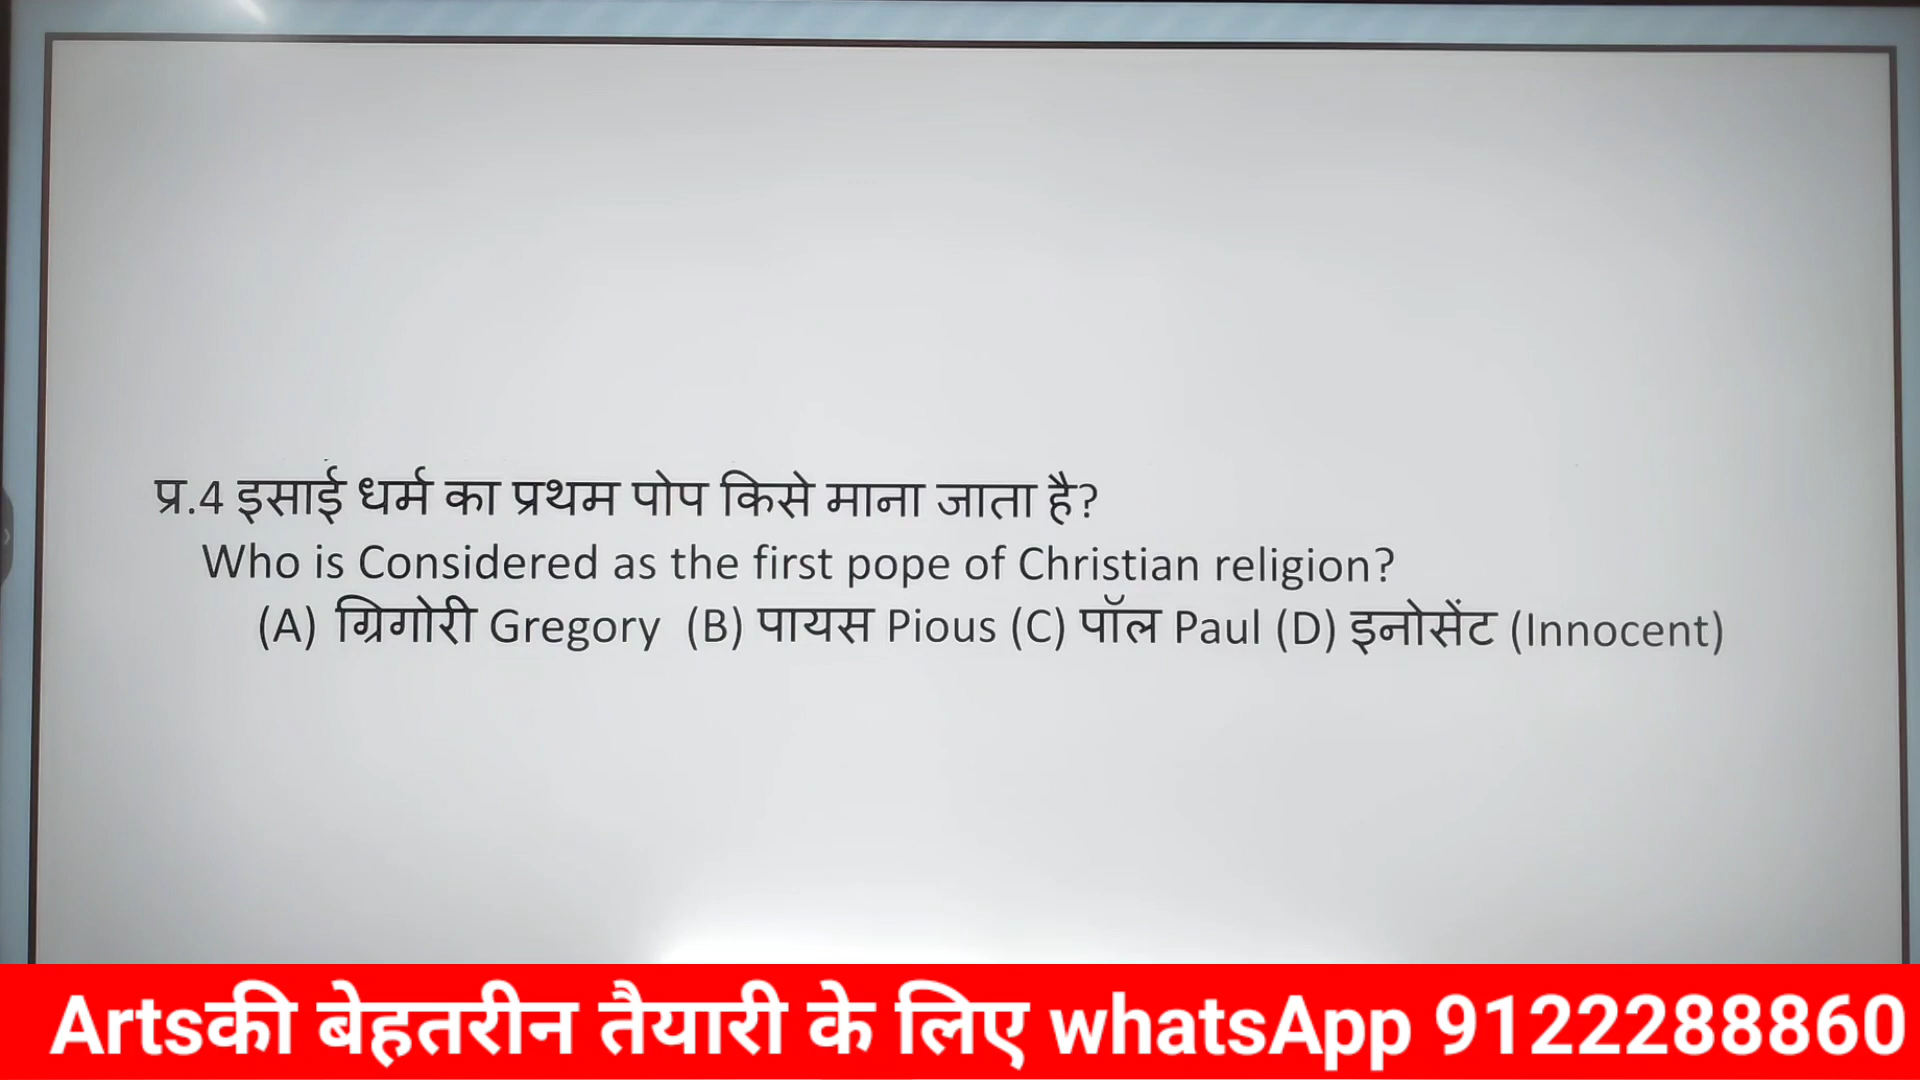 प्र.4 इसाई धर्म का प्रथम पोप किसे माना जाता है?
Who is Considered as the first pope of Christian religion?
(A) ग्रिगोरी Gregory (B) पायस Pious (C) पॉल Paul (D) इनोसेंट (Innocent)
Artsकी बेहतरीन तैयारी के लिए whatsApp 9122288860